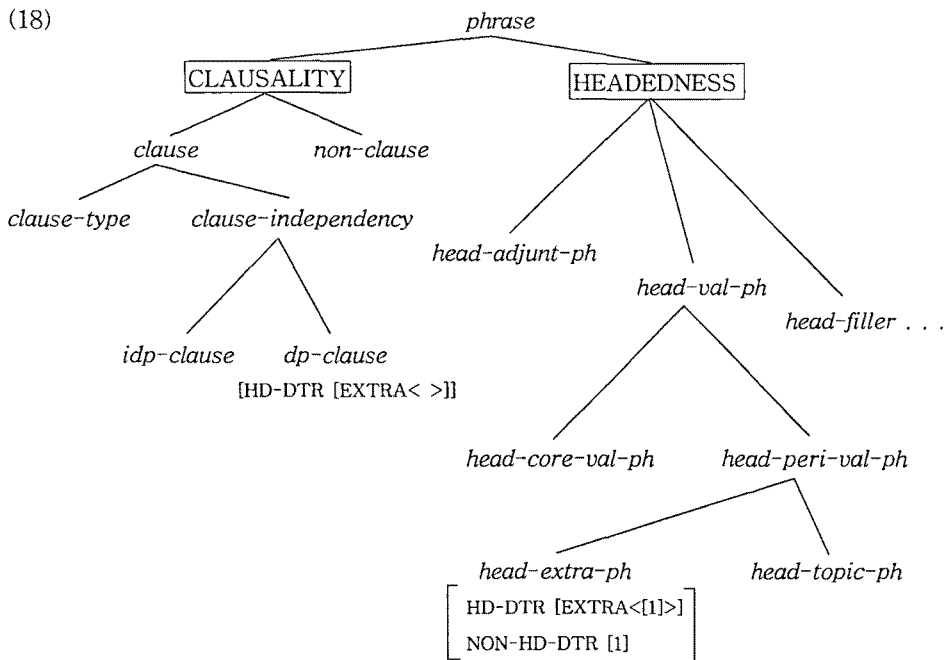 (18)
phrase
CLAUSALITY HEADEDNESS
clause non-clause
clause-type clause-independency
head-adjunt-ph
head-val-ph
head-filler . . .
idp-clause dp-clause
[HD-DTR [EXTRA< >]]
head-core-val-ph head-peri-val-ph
head-extra-ph head-topic-ph
HD-DTR [EXTRA<[1]>]
NON-HD-DTR [1]